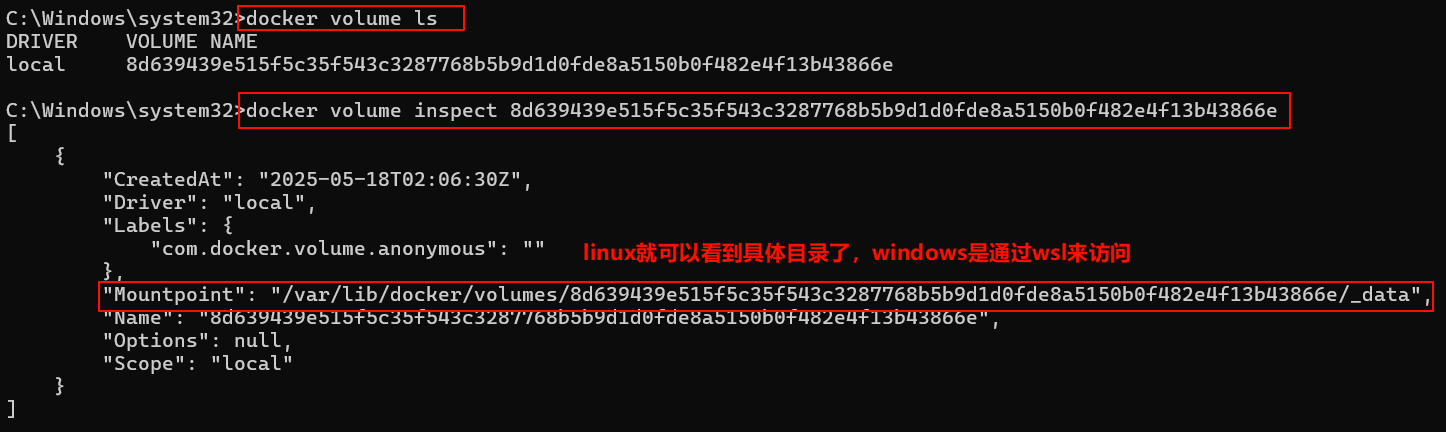 C:\Windows\system32>docker volume ls
DRIVER    VOLUME NAME
local     8d639439e515f5c35f543c3287768b5b9d1d0fde8a5150b0f482e4f13b43866e
C:\Windows\system32>docker volume inspect 8d639439e515f5c35f543c3287768b5b9d1d0fde8a5150b0f482e4f13b43866e
[
    {
        "CreatedAt": "2025-05-18T02:06:30Z",
        "Driver": "local",
        "Labels": {
            "com.docker.volume.anonymous": ""
linux就可以看到具体目录了，windows是通过wsl来访问
        },
        "Mountpoint": "/var/lib/docker/volumes/8d639439e515f5c35f543c3287768b5b9d1d0fde8a5150b0f482e4f13b43866e/_data",
        "Name": "8d639439e515f5c35f543c3287768b5b9d1d0fde8a5150b0f482e4f13b43866e",
        "Options": null,
        "Scope": "local"
    }
]